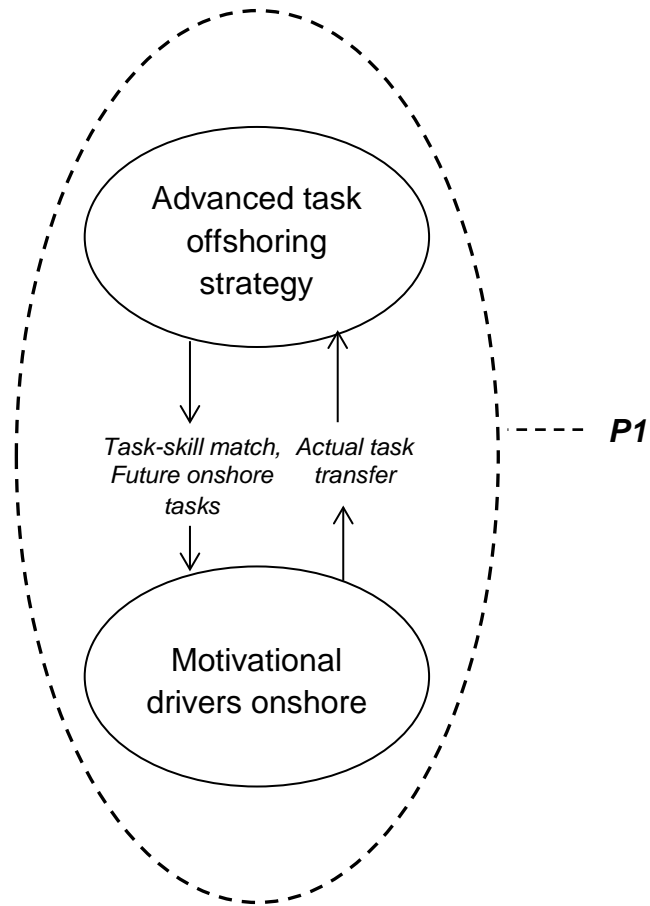 Advanced task
offshoring
strategy
Task-skill match,
Future onshore
tasks
Actual task
transfer
P1
Motivational
drivers onshore